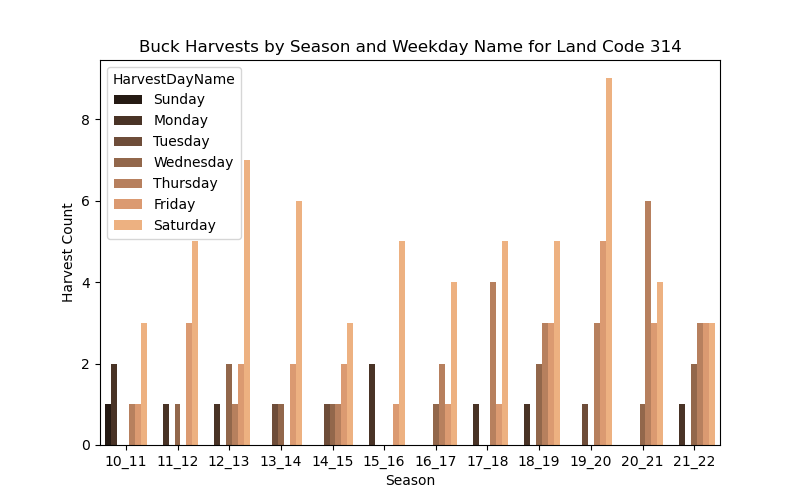 Buck Harvests by Season and Weekday Name for Land Code 314
HarvestDayName
Sunday
Monday
Tuesday
Wednesday
Thursday
Friday
Saturday
Harvest Count
8
6
4
2
0
10_11 11_12 12_13 13_14 14_15 15_16 16_17 17_18 18_19 19_20 20_21 21_22
Season